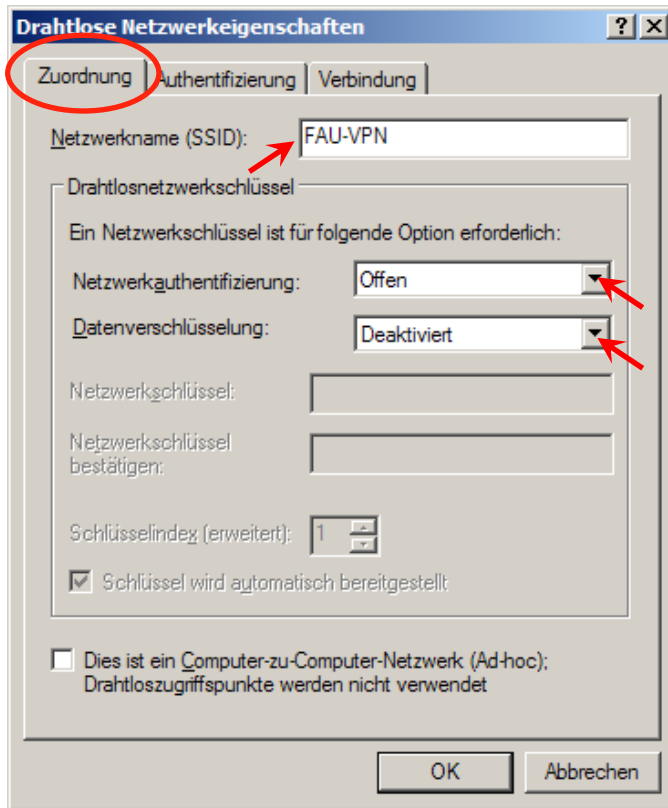 Drahtlose Netzwerkeigenschaften
Zuordnung Authentifizierung Verbindung
Netzwerkname (SSID): FAU-VPN
Drahtlosnetzwerkschlüssel
Ein Netzwerkschlüssel ist für folgende Option erforderlich:
Netzwerkauthentifizierung: Offen
Datenverschlüsselung: Deaktiviert
Netzwerkschlüssel:
Netzwerkschlüssel
bestätigen:
Schlüsselindex (erweitert): 1
Schlüssel wird automatisch bereitgestellt
Dies ist ein Computer-zu-Computer-Netzwerk (Ad-hoc);
Drahtloszugriffspunkte werden nicht verwendet
OK Abbrechen